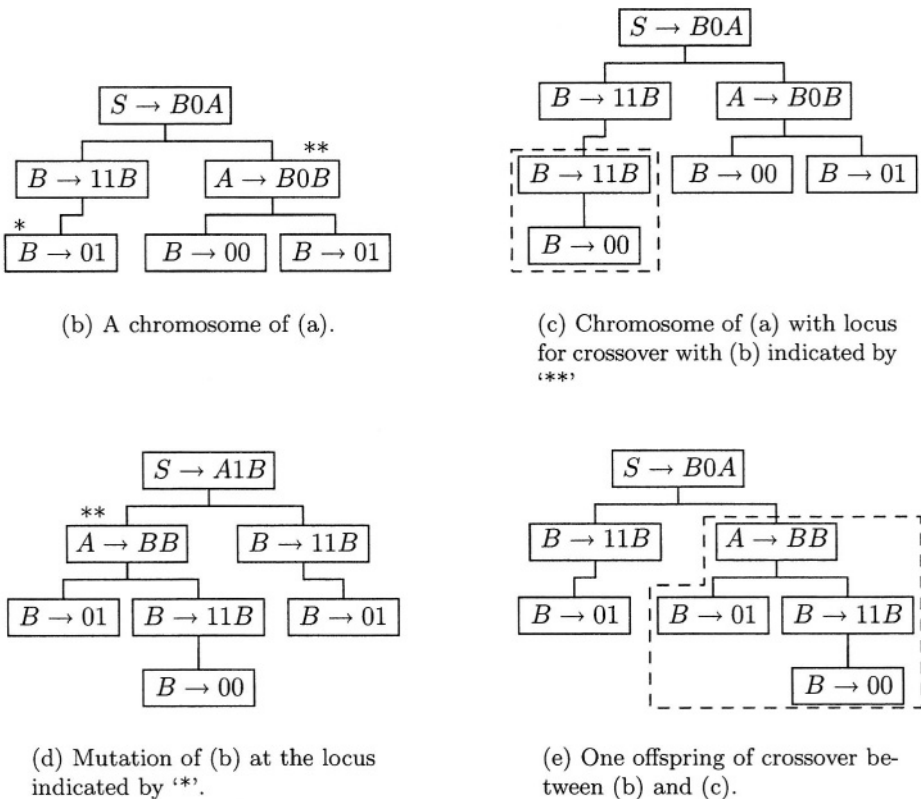 S → B0A
**
B → 11B A → B0B
*
B → 01 B → 00 B → 01
(b) A chromosome of (a).
S → B0A
B → 11B A → B0B
B → 11B B → 00 B → 01
B → 00
(c) Chromosome of (a) with locus
for crossover with (b) indicated by
‘**’
S → A1B
**
A → BB B → 11B
B → 01 B → 11B B → 01
B → 00
(d) Mutation of (b) at the locus
indicated by ‘*’.
S → B0A
B → 11B A → BB
B → 01 B → 01 B → 11B
B → 00
(e) One offspring of crossover be-
tween (b) and (c).